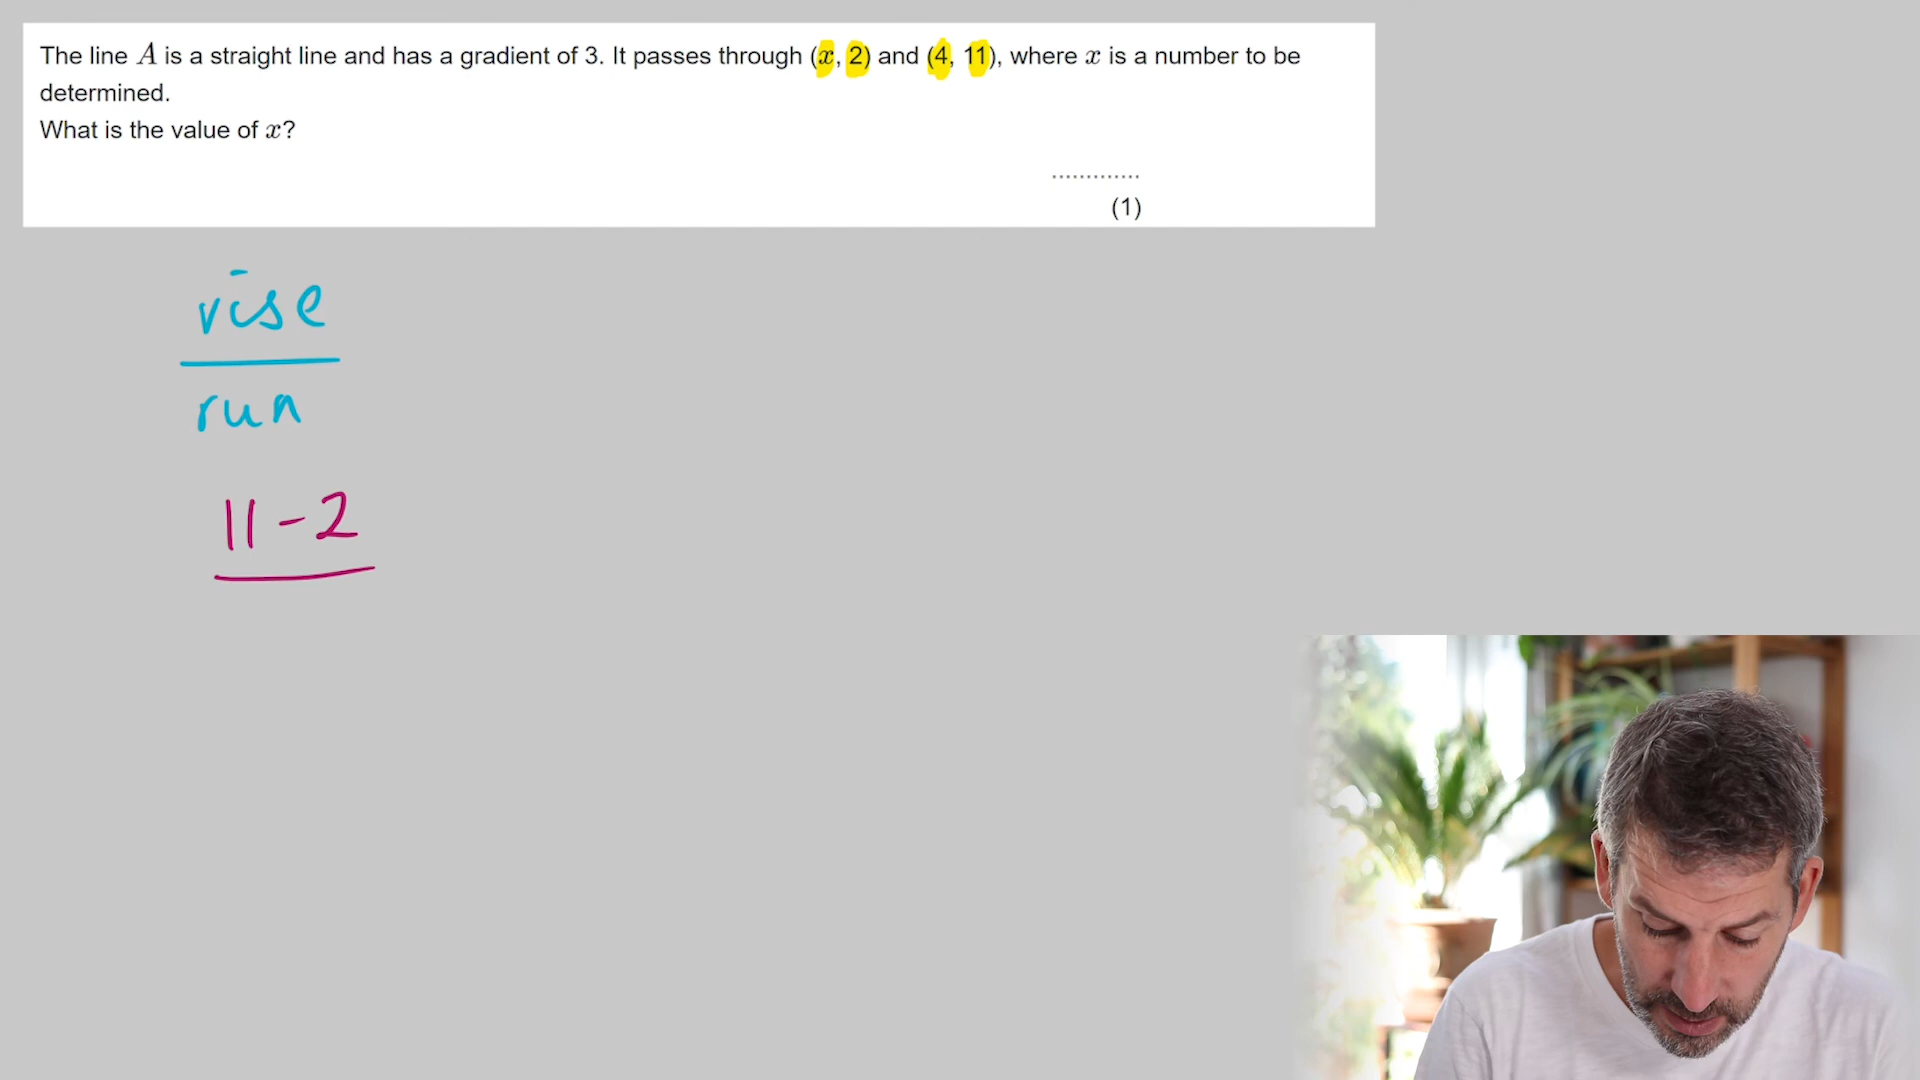 The line A is a straight line and has a gradient of 3. It passes through (x, 2) and (4, 11), where x is a number to be
determined.
What is the value of x?
.............
(1)
rise
run
11-2